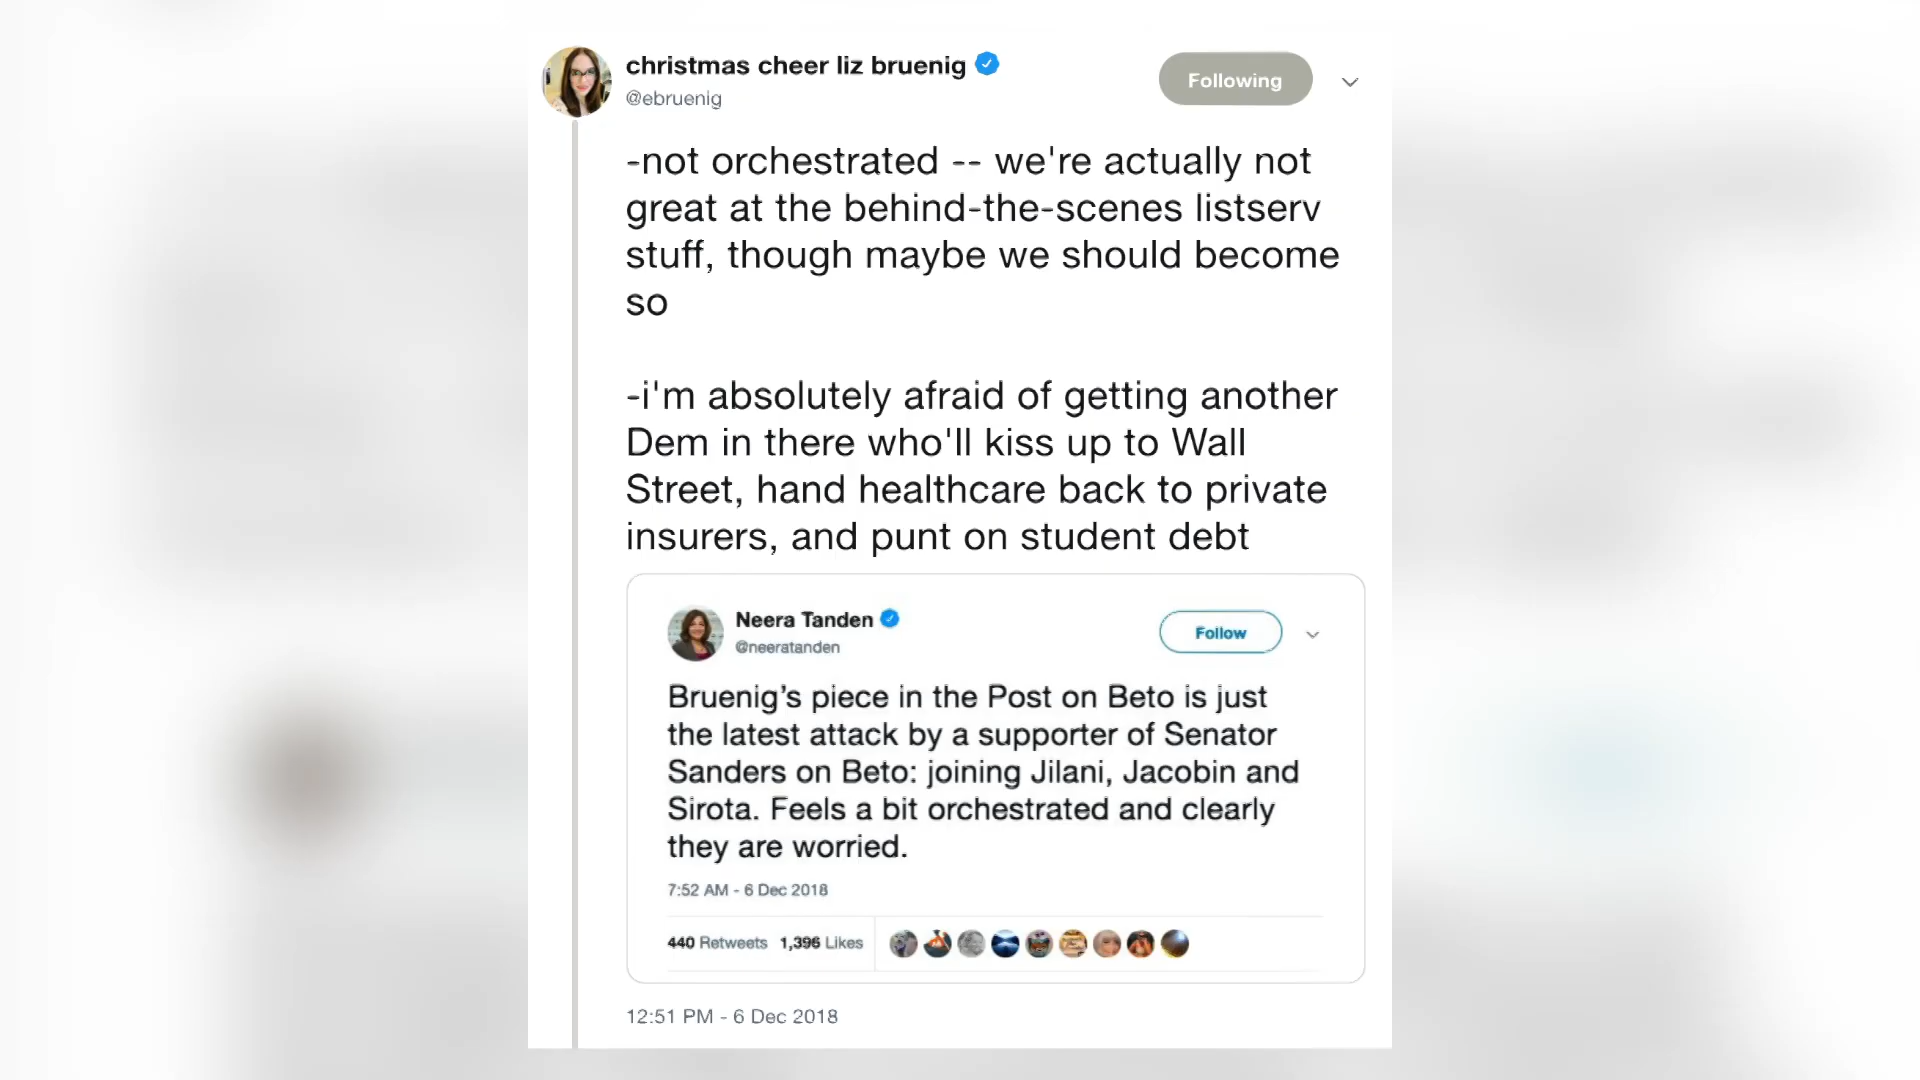 christmas cheer liz bruenig
@ebruenig
Following
-not orchestrated -- we're actually not
great at the behind-the-scenes listserv
stuff, though maybe we should become
so
-i'm absolutely afraid of getting another
Dem in there who'll kiss up to Wall
Street, hand healthcare back to private
insurers, and punt on student debt
Neera Tanden
@neeratanden
Follow
Bruenig's piece in the Post on Beto is just
the latest attack by a supporter of Senator
Sanders on Beto: joining Jilani, Jacobin and
Sirota. Feels a bit orchestrated and clearly
they are worried.
7:52 AM - 6 Dec 2018
440 Retweets 1,396 Likes
12:51 PM - 6 Dec 2018